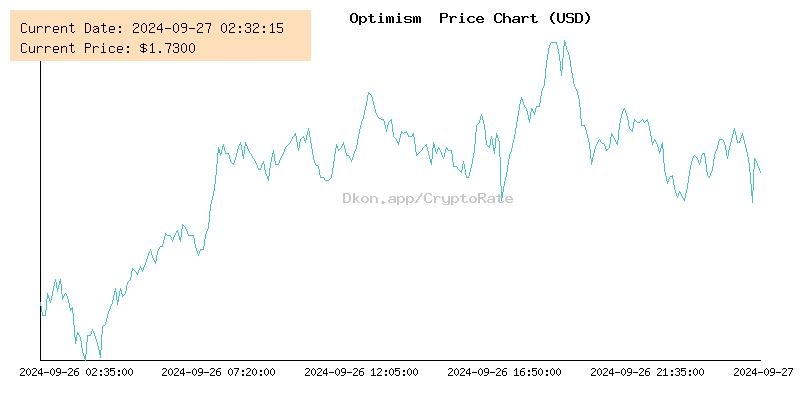 Optimism  Price Chart (USD)
Current Date: 2024-09-27 02:32:15
Current Price: $1.7300
Dkon.app/CryptoRate
2024-09-26 02:35:00 2024-09-26 07:20:00 2024-09-26 12:05:00 2024-09-26 16:50:00 2024-09-26 21:35:00 2024-09-27